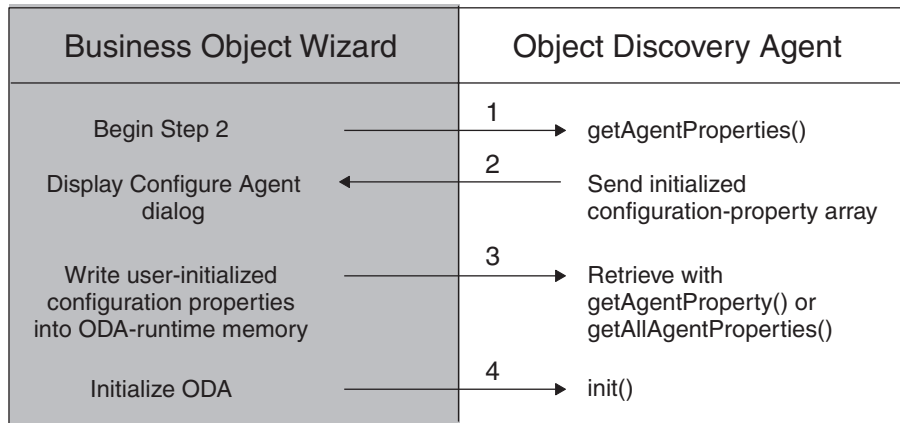 Business Object Wizard
Object Discovery Agent
Begin Step 2
1
getAgentProperties()
Display Configure Agent
dialog
2
Send initialized
configuration-property array
Write user-initialized
configuration properties
into ODA-runtime memory
3
Retrieve with
getAgentProperty() or
getAllAgentProperties()
Initialize ODA
4
init()